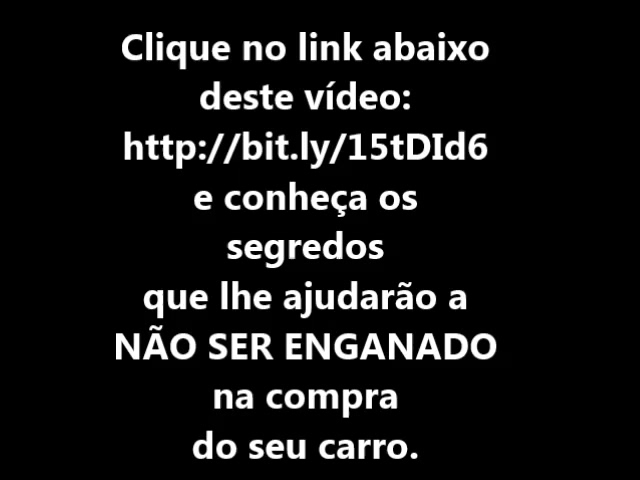 Clique no link abaixo
deste vídeo:
http://bit.ly/15tDId6
e conheça os
segredos
que lhe ajudarão a
NÃO SER ENGANADO
na compra
do seu carro.